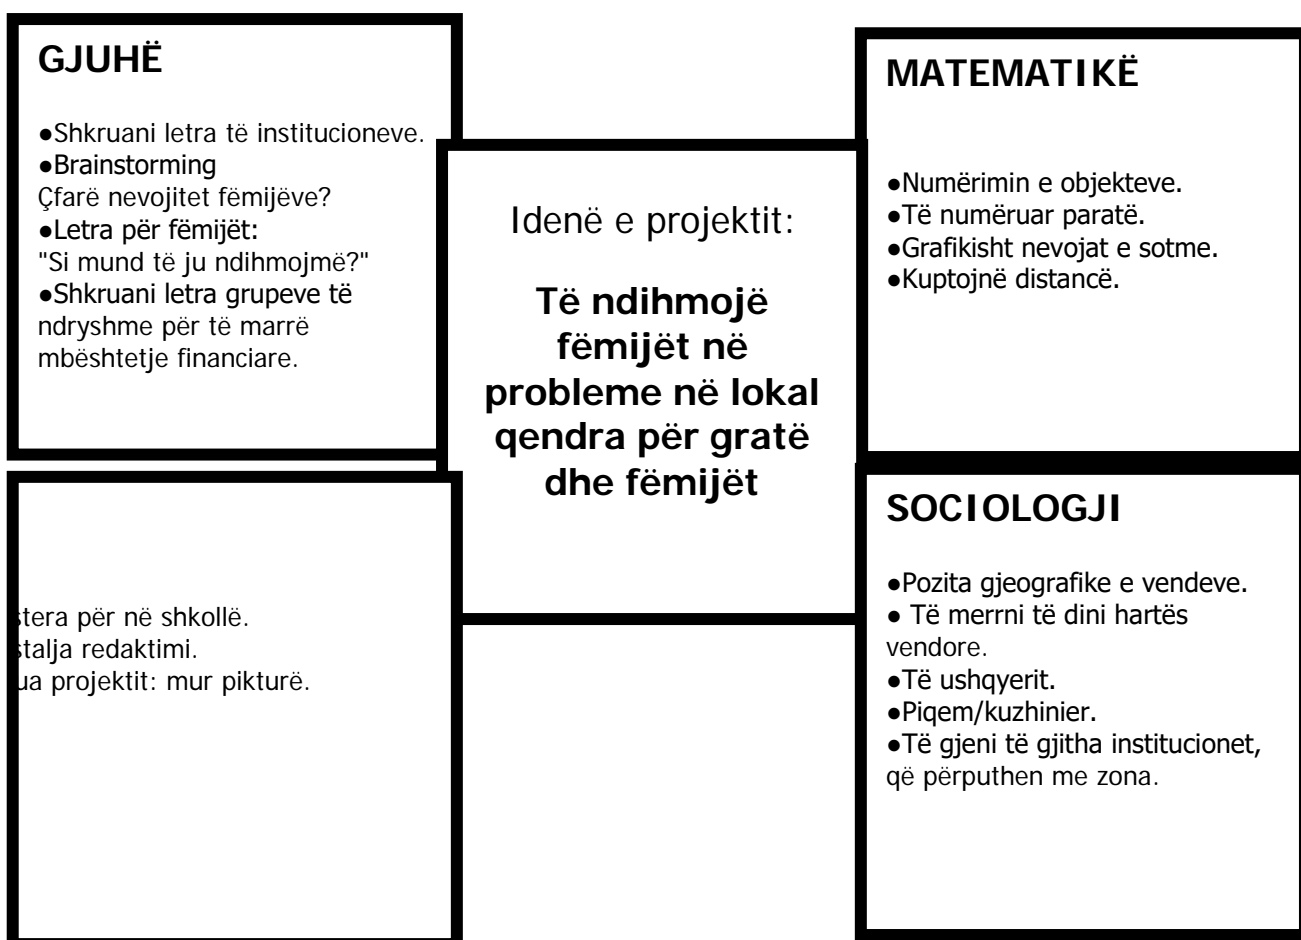 GJUHË
●Shkruani letra të institucioneve.
●Brainstorming
Çfarë nevojitet fëmijëve?
●Letra për fëmijët:
"Si mund të ju ndihmojmë?"
●Shkruani letra grupeve të
ndryshme për të marrë
mbështetje financiare.
Idenë e projektit:
Të ndihmojë
fëmijët në
probleme në lokal
qendra për gratë
dhe fëmijët
MATEMATIKË
●Numërimin e objekteve.
●Të numëruar paratë.
●Grafikisht nevojat e sotme.
●Kuptojnë distancë.
për në shkollë.
redaktimi.
projektit: mur pikturë.
SOCIOLOGJI
●Pozita gjeografike e vendeve.
● Të merrni të dini hartës
vendore.
●Të ushqyerit.
●Piqem/kuzhinier.
●Të gjeni të gjitha institucionet,
që përputhen me zona.